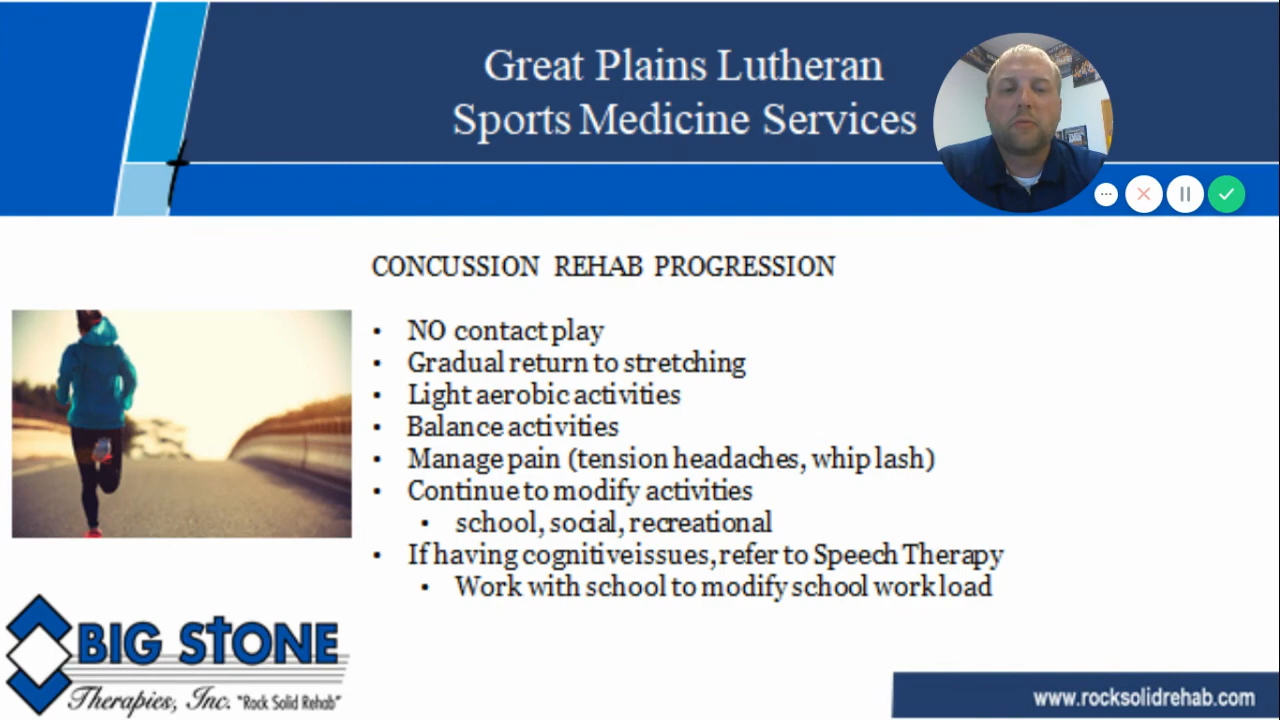 Great Plains Lutheran
Sports Medicine Services
CONCUSSION REHAB PROGRESSION
• NO contact play
• Gradual return to stretching
• Light aerobic activities
• Balance activities
• Manage pain (tension headaches, whip lash)
• Continue to modify activities
• school, social, recreational
• If having cognitive issues, refer to Speech Therapy
• Work with school to modify school work load
BIG STONE
Therapies, Inc. "Rock Solid Rehab"
www.rocksolidrehab.com